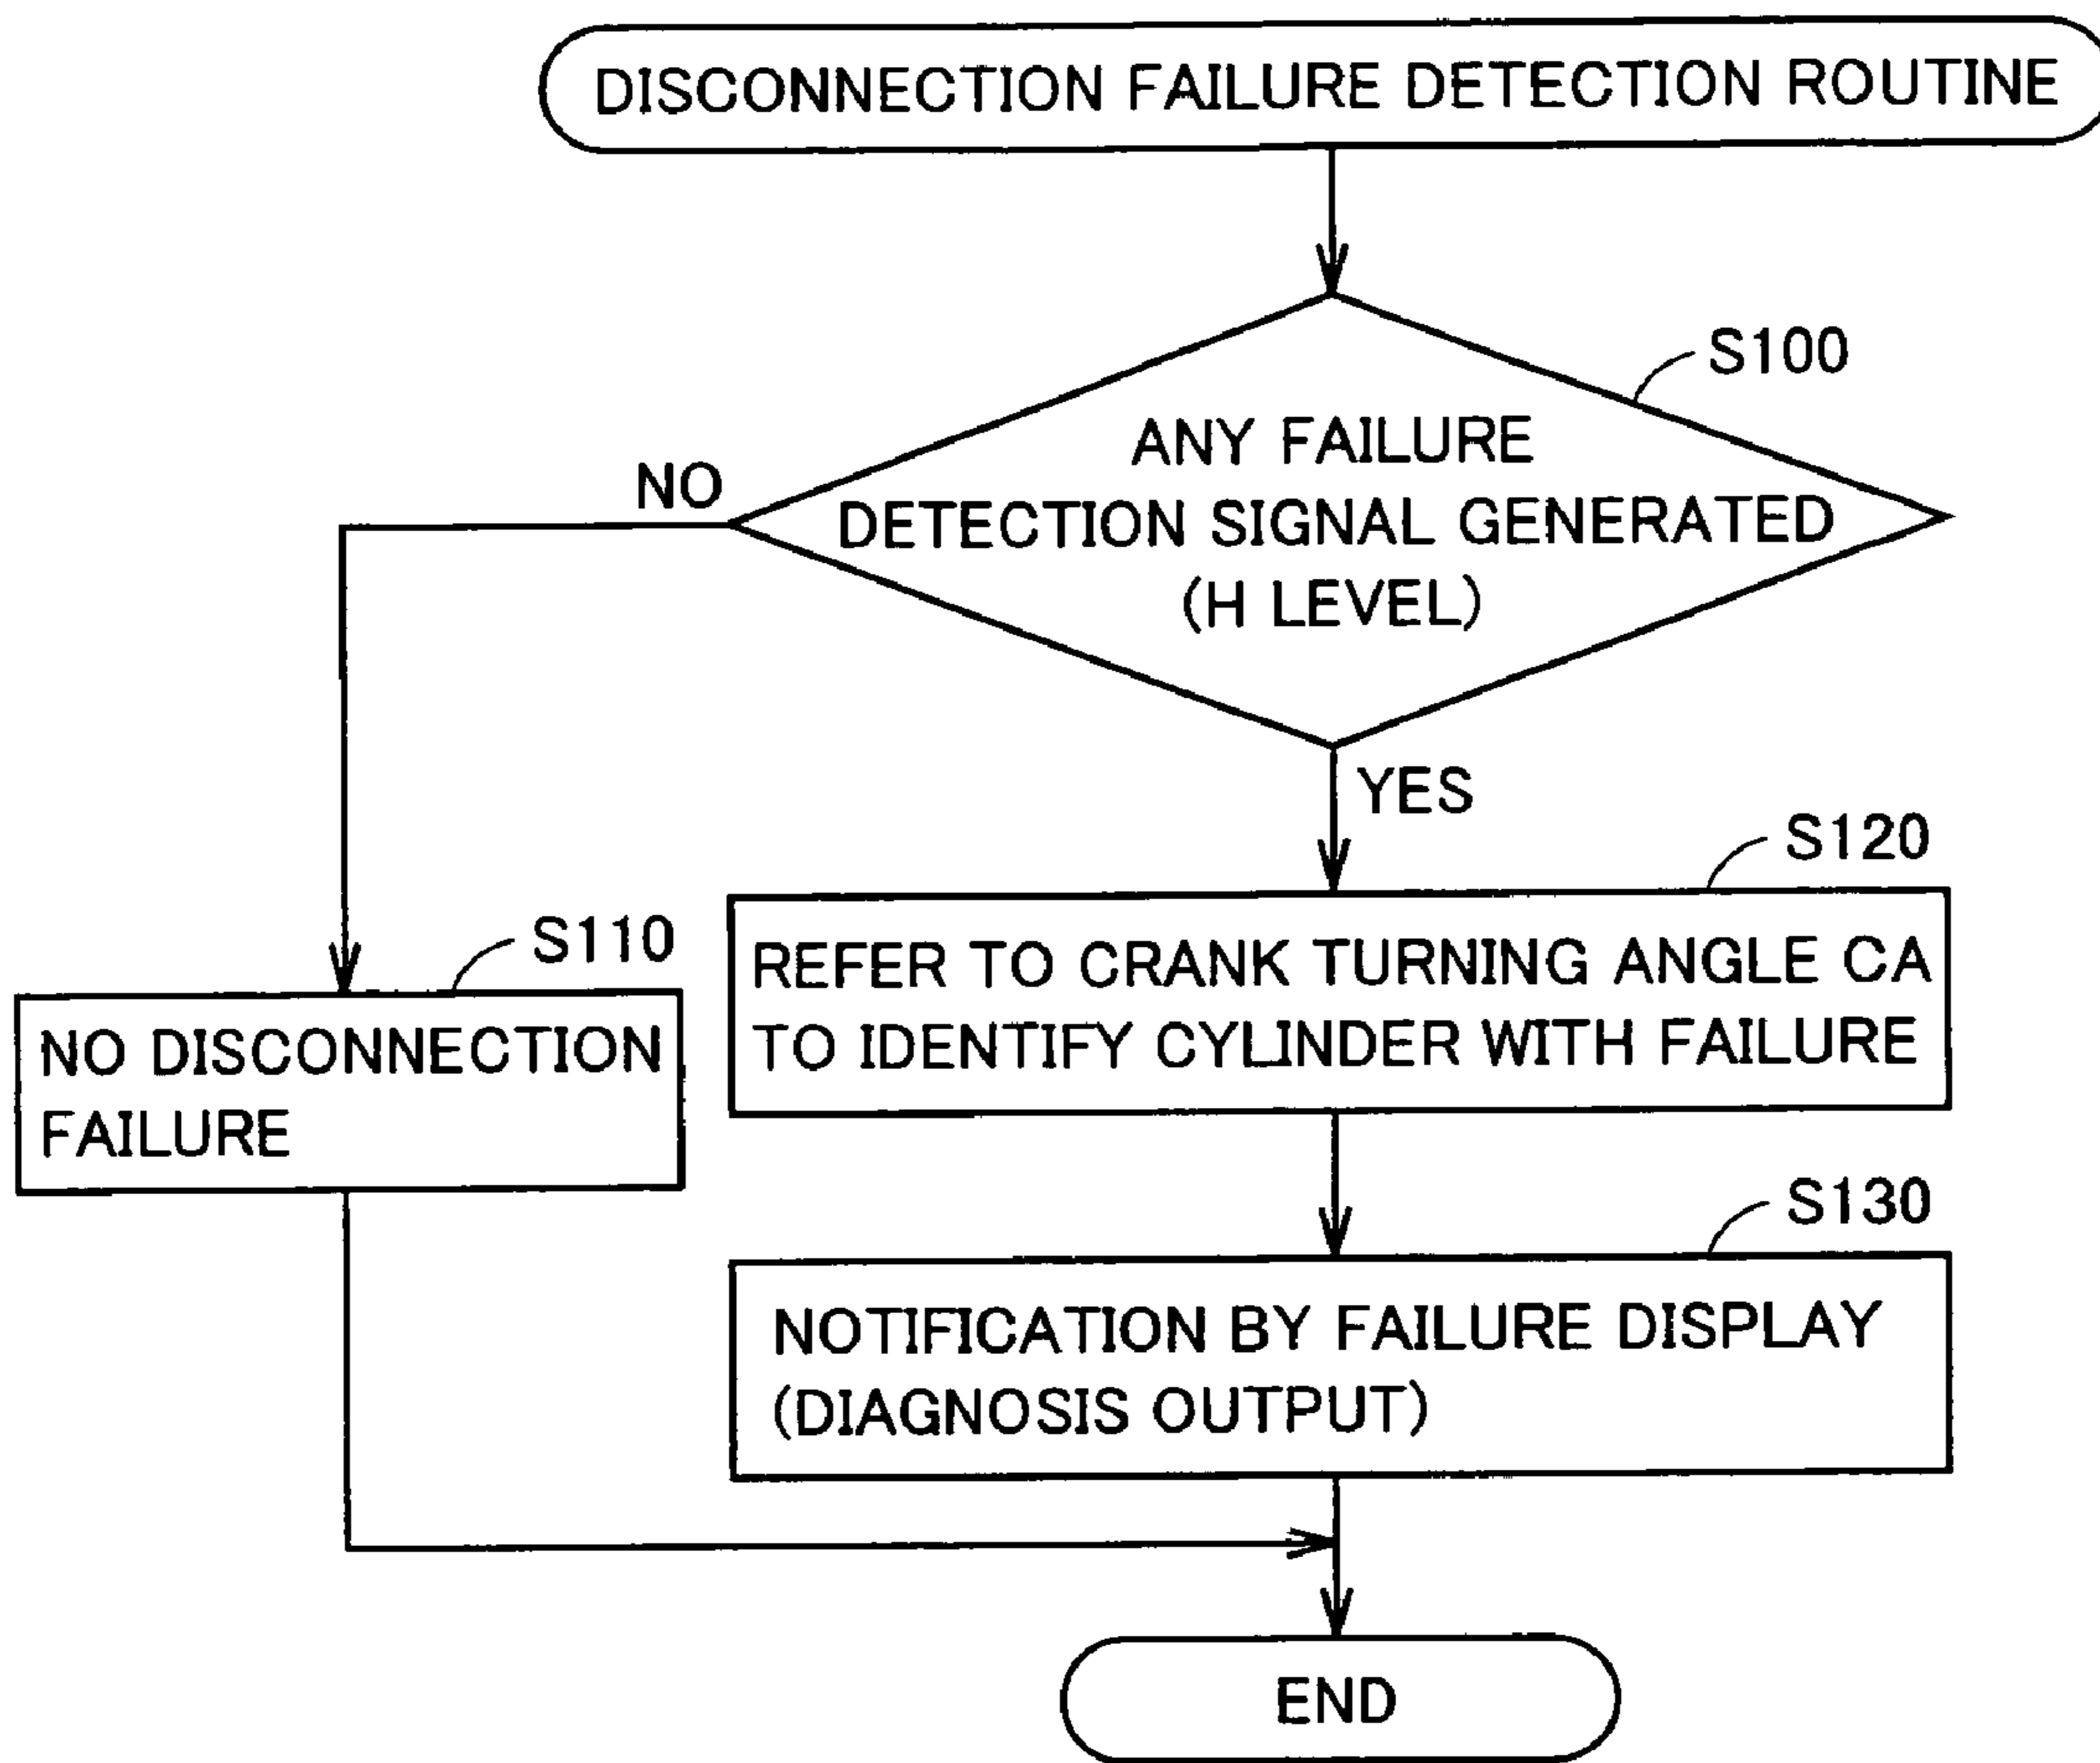 DISCONNECTION FAILURE DETECTION ROUTINE
S100
ANY FAILURE
DETECTION SIGNAL GENERATED
(H LEVEL)
NO
YES
S120
REFER TO CRANK TURNING ANGLE CA
TO IDENTIFY CYLINDER WITH FAILURE
S110
NO DISCONNECTION
FAILURE
S130
NOTIFICATION BY FAILURE DISPLAY
(DIAGNOSIS OUTPUT)
END